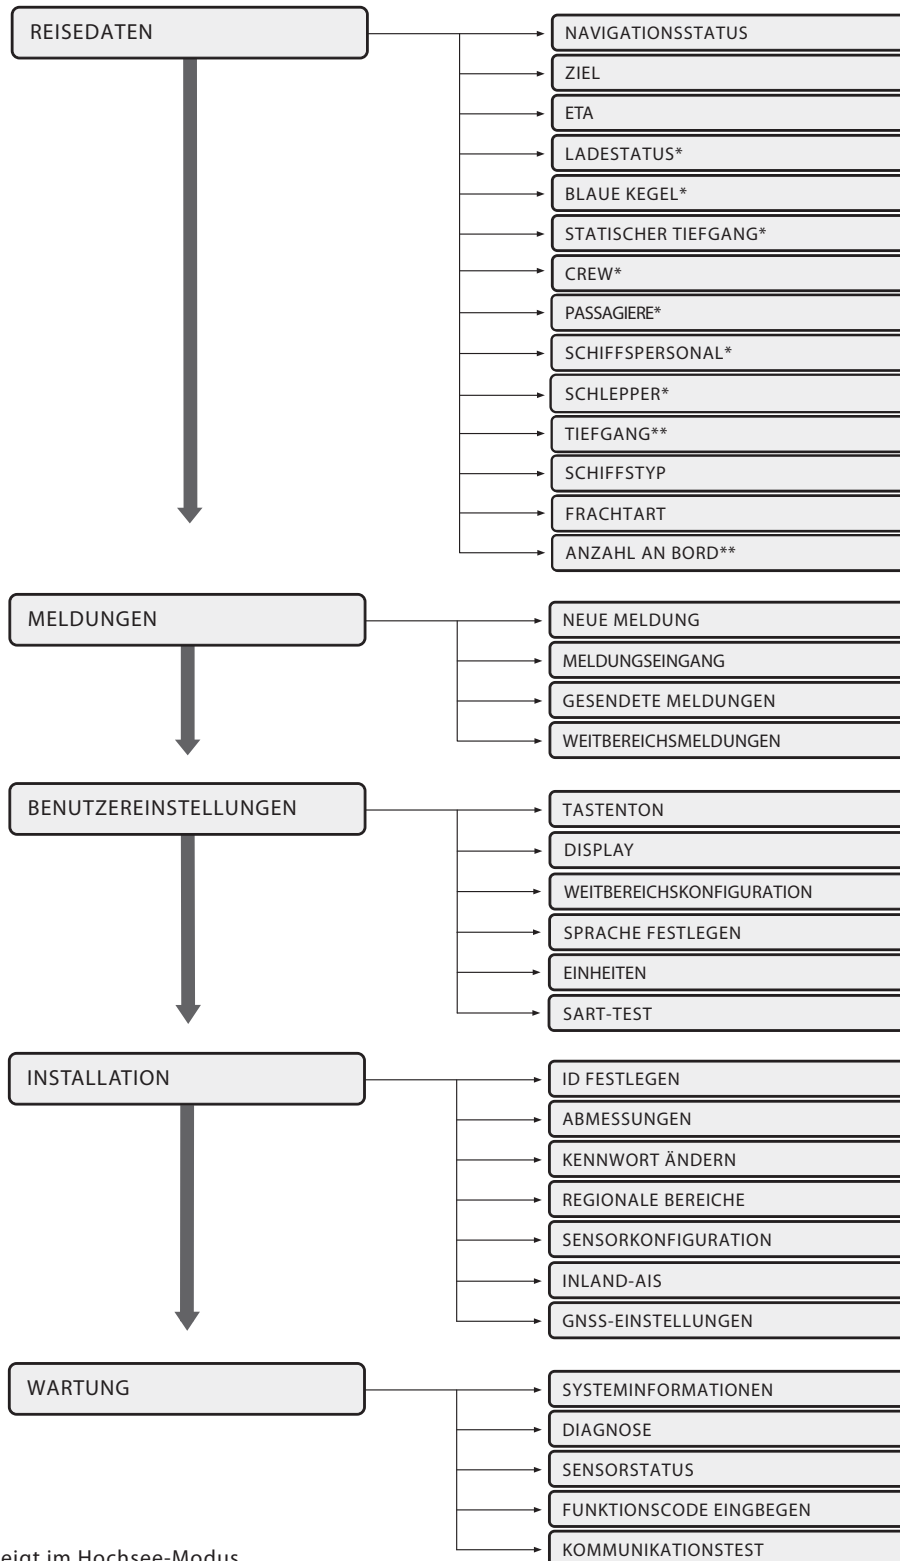 REISEDATEN
NAVIGATIONSSTATUS
ZIEL
ETA
LADESTATUS*
BLAUE KEGEL*
STATISCHER TIEFGANG*
CREW*
PASSAGIERE*
SCHIFFSPERSONAL*
SCHLEPPER*
TIEFGANG**
SCHIFFSTYP
FRACHTART
ANZAHL AN BORD**
MELDUNGEN
NEUE MELDUNG
MELDUNGSEINGANG
GESENDETE MELDUNGEN
WEITBEREICHSMELDUNGEN
BENUTZEREINSTELLUNGEN
TASTENTON
DISPLAY
WEITBEREICHSKONFIGURATION
SPRACHE FESTLEGEN
EINHEITEN
SART-TEST
INSTALLATION
ID FESTLEGEN
ABMESSUNGEN
KENNWORT ÄNDERN
REGIONALE BEREICHE
SENSORKONFIGURATION
INLAND-AIS
GNSS-EINSTELLUNGEN
WARTUNG
SYSTEMINFORMATIONEN
DIAGNOSE
SENSORSTATUS
FUNKTIONSCODE EINGBEGEN
KOMMUNIKATIONSTEST
eigt im Hochsee-Modus